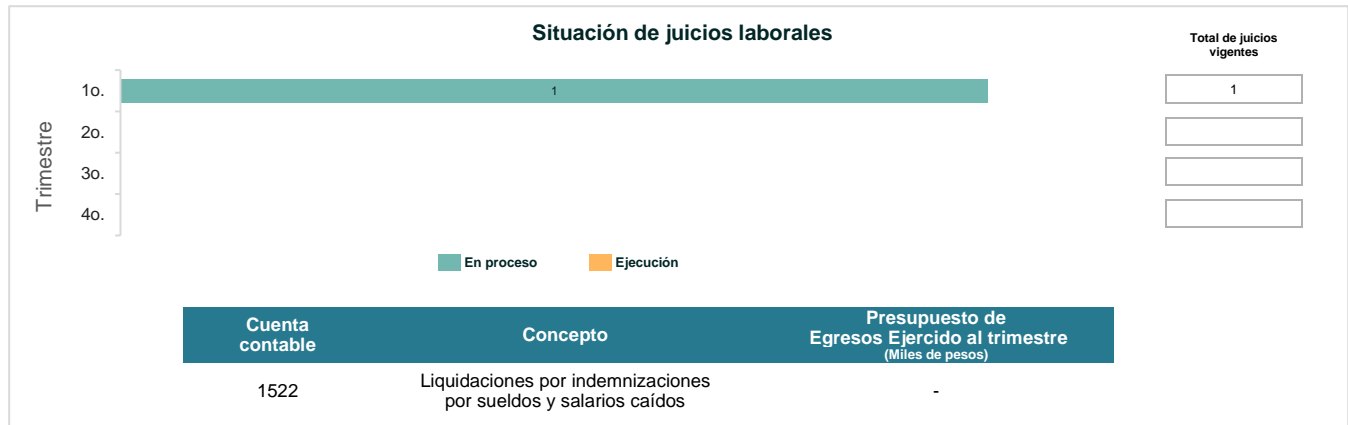 Situación de juicios laborales
Total de juicios
vigentes
Trimestre
1o.
1
1
2o.
3o.
4o.
En proceso
Ejecución
Cuenta
contable
Concepto
Presupuesto de
Egresos Ejercido al trimestre
(Miles de pesos)
1522
Liquidaciones por indemnizaciones
por sueldos y salarios caídos
-